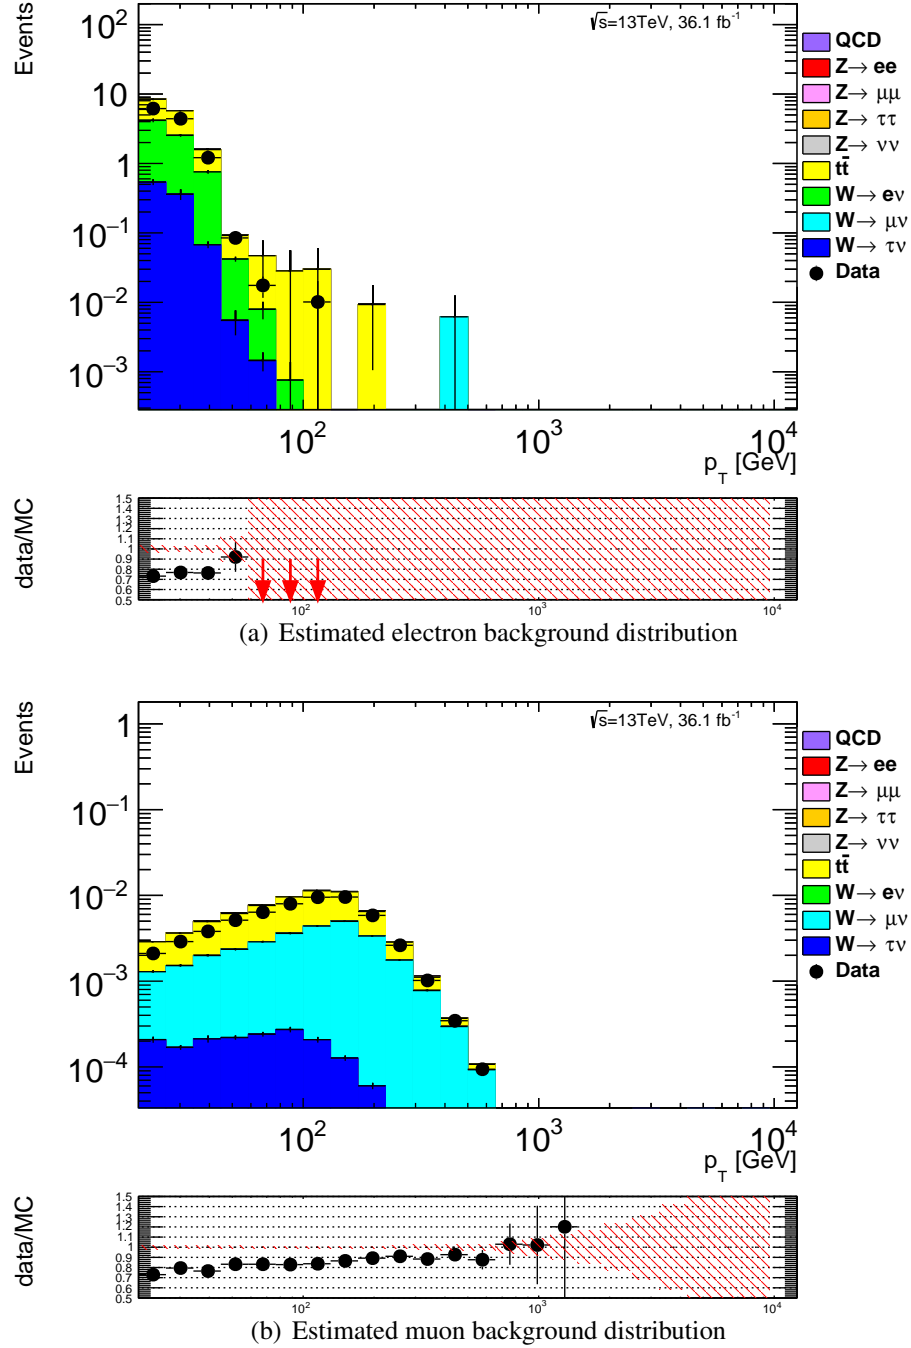 Events
√s=13TeV, 36.1 fb⁻¹
10²
10
1
10⁻¹
10⁻²
10⁻³
QCD
Z→ ee
Z→ μμ
Z→ ττ
Z→ νν
tt̄
W→ eν
W→ μν
W→ τν
Data
10² 10³ 10⁴
p_T [GeV]
data/MC
1.5
1.4
1.3
1.2
1.1
1
0.9
0.8
0.7
0.6
0.5
10² 10³ 10⁴
(a) Estimated electron background distribution
Events
√s=13TeV, 36.1 fb⁻¹
1
10⁻¹
10⁻²
10⁻³
10⁻⁴
QCD
Z→ ee
Z→ μμ
Z→ ττ
Z→ νν
tt̄
W→ eν
W→ μν
W→ τν
Data
10² 10³ 10⁴
p_T [GeV]
data/MC
1.5
1.4
1.3
1.2
1.1
1
0.9
0.8
0.7
0.6
0.5
10² 10³ 10⁴
(b) Estimated muon background distribution